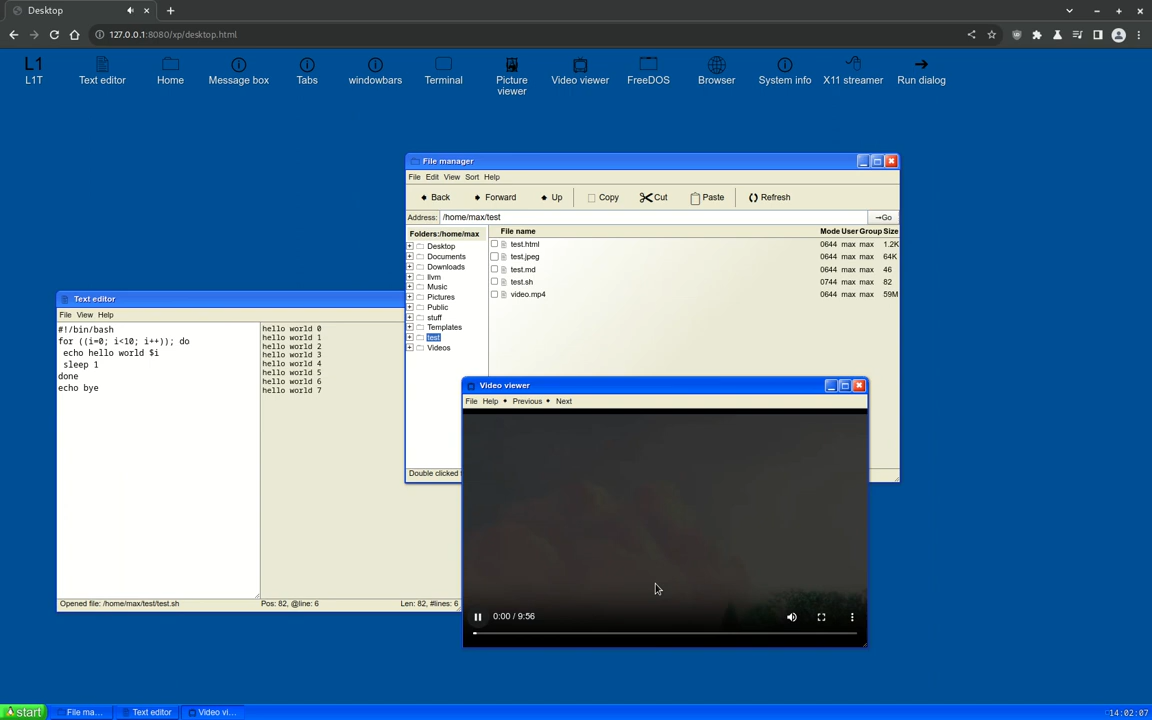 Desktop
127.0.0.1:8080/xp/desktop.html
L1
L1T
Text editor
Home
Message box
Tabs
windowbars
Terminal
Picture
viewer
Video viewer
FreeDOS
Browser
System info
X11 streamer
Run dialog
File manager
File Edit View Sort Help
Back Forward Up Copy Cut Paste Refresh
Address: /home/max/test Go
Folders:/home/max
Desktop
Documents
Downloads
llvm
Music
Pictures
Public
stuff
Templates
test
Videos
File name Mode User Group Size
test.html 0644 max max 1.2K
test.jpeg 0644 max max 64K
test.md 0644 max max 46
test.sh 0744 max max 82
video.mp4 0644 max max 59M
Double clicked
Text editor
File View Help
#!/bin/bash
for ((i=0; i<10; i++)); do
echo hello world $i
sleep 1
done
echo bye
hello world 0
hello world 1
hello world 2
hello world 3
hello world 4
hello world 5
hello world 6
hello world 7
Opened file: /home/max/test/test.sh Pos: 82, @line: 6 Len: 82, #lines: 6
Video viewer
File Help Previous Next
0:00 / 9:56
start File ma... Text editor Video vi... 14:02:07